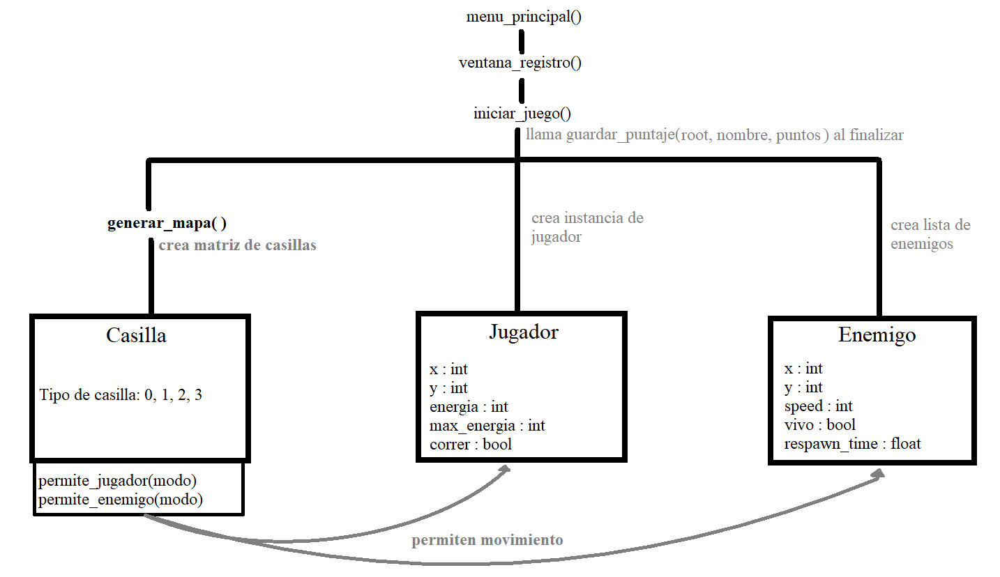 menu_principal()
ventana_registro()
iniciar_juego()
llama guardar_puntaje(root, nombre, puntos ) al finalizar
generar_mapa( )
crea matriz de casillas
crea instancia de
jugador
crea lista de
enemigos
Casilla
Tipo de casilla: 0, 1, 2, 3
permite_jugador(modo)
permite_enemigo(modo)
Jugador
x : int
y : int
energia : int
max_energia : int
correr : bool
Enemigo
x : int
y : int
speed : int
vivo : bool
respawn_time : float
permiten movimiento